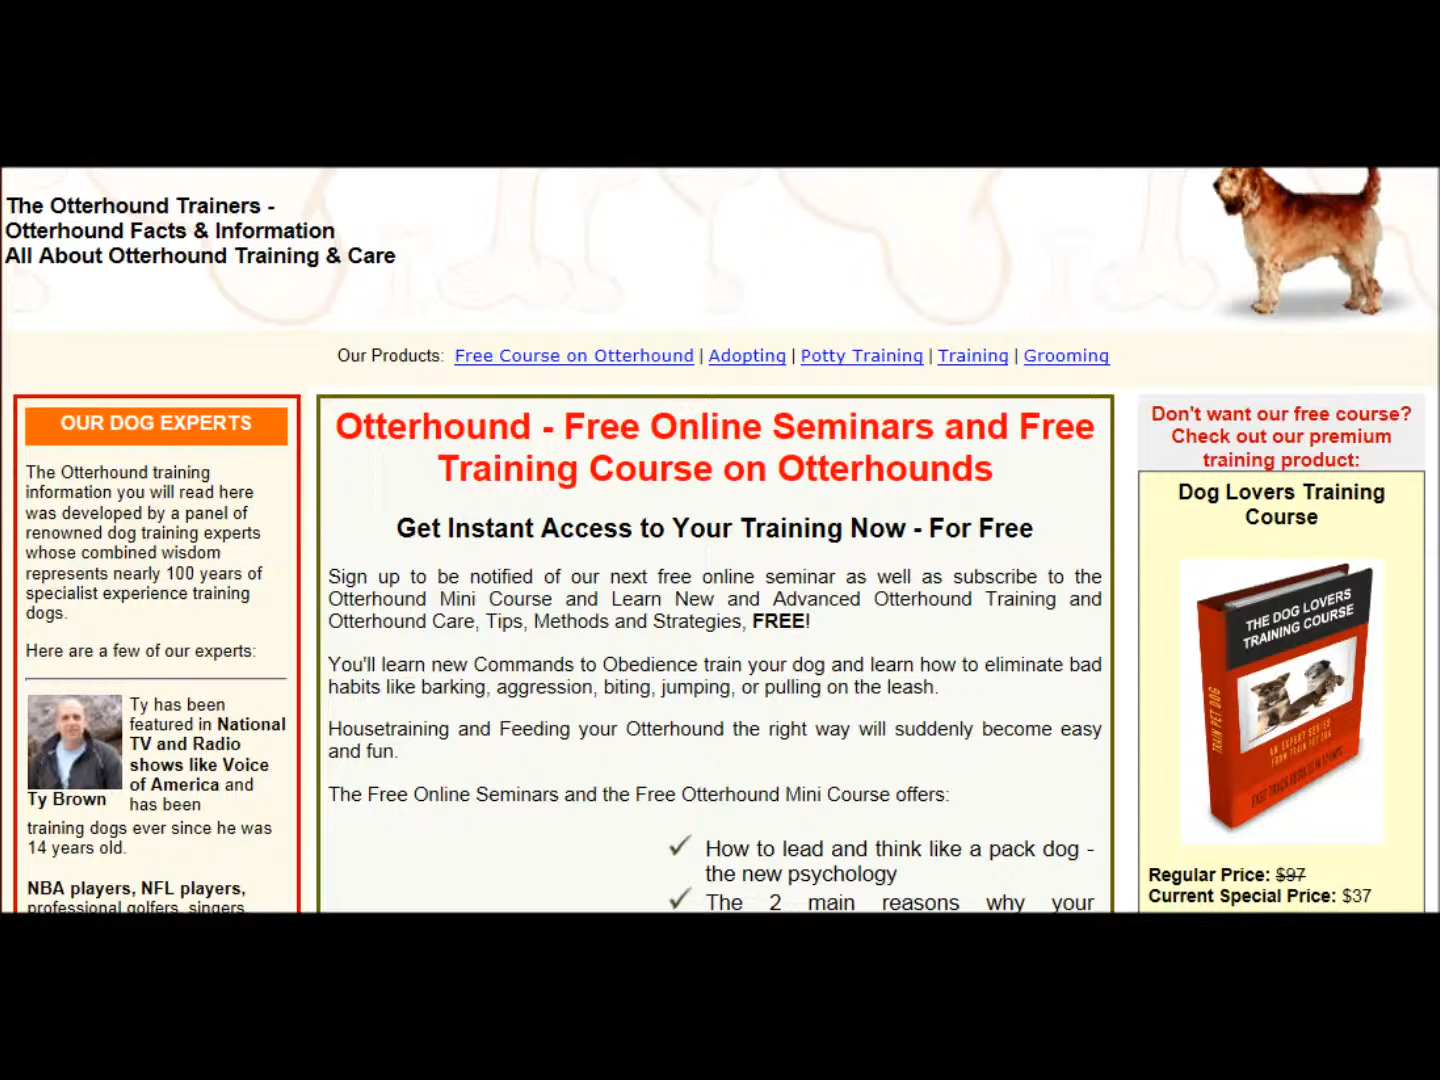 The Otterhound Trainers -
Otterhound Facts & Information
All About Otterhound Training & Care
Our Products: Free Course on Otterhound | Adopting | Potty Training | Training | Grooming
OUR DOG EXPERTS
The Otterhound training
information you will read here
was developed by a panel of
renowned dog training experts
whose combined wisdom
represents nearly 100 years of
specialist experience training
dogs.
Here are a few of our experts:
Ty has been
featured in National
TV and Radio
shows like Voice
of America and
has been
Ty Brown
training dogs ever since he was
14 years old.
NBA players, NFL players,
professional golfers, singers,
Otterhound - Free Online Seminars and Free
Training Course on Otterhounds
Get Instant Access to Your Training Now - For Free
Sign up to be notified of our next free online seminar as well as subscribe to the
Otterhound Mini Course and Learn New and Advanced Otterhound Training and
Otterhound Care, Tips, Methods and Strategies, FREE!
You'll learn new Commands to Obedience train your dog and learn how to eliminate bad
habits like barking, aggression, biting, jumping, or pulling on the leash.
Housetraining and Feeding your Otterhound the right way will suddenly become easy
and fun.
The Free Online Seminars and the Free Otterhound Mini Course offers:
✓ How to lead and think like a pack dog -
the new psychology
✓ The 2 main reasons why your
Don't want our free course?
Check out our premium
training product:
Dog Lovers Training
Course
THE DOG LOVERS
TRAINING COURSE
TRAIN PET DOG
AN EXPERT SERIES
FROM TRAIN PET DOG
Regular Price: $97
Current Special Price: $37